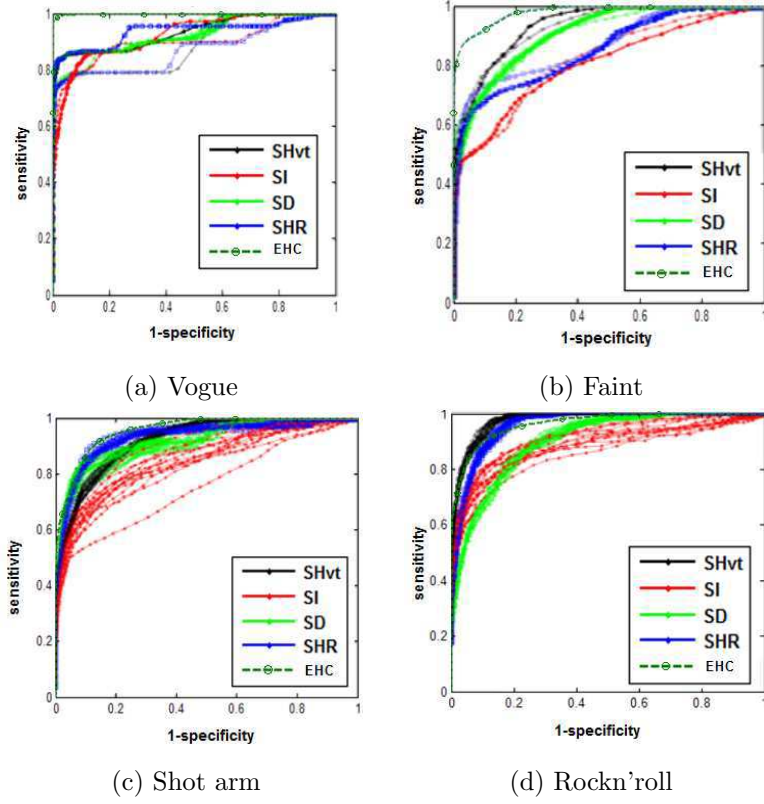 1
0.8
0.6
0.4
0.2
0
0 0.2 0.4 0.6 0.8 1
sensitivity
1-specificity
SHvt
SI
SD
SHR
EHC
(a) Vogue
1
0.8
0.6
0.4
0.2
0
0 0.2 0.4 0.6 0.8 1
sensitivity
1-specificity
SHvt
SI
SD
SHR
EHC
(b) Faint
1
0.8
0.6
0.4
0.2
0
0 0.2 0.4 0.6 0.8 1
sensitivity
1-specificity
SHvt
SI
SD
SHR
EHC
(c) Shot arm
1
0.8
0.6
0.4
0.2
0
0 0.2 0.4 0.6 0.8 1
sensitivity
1-specificity
SHvt
SI
SD
SHR
EHC
(d) Rockn'roll